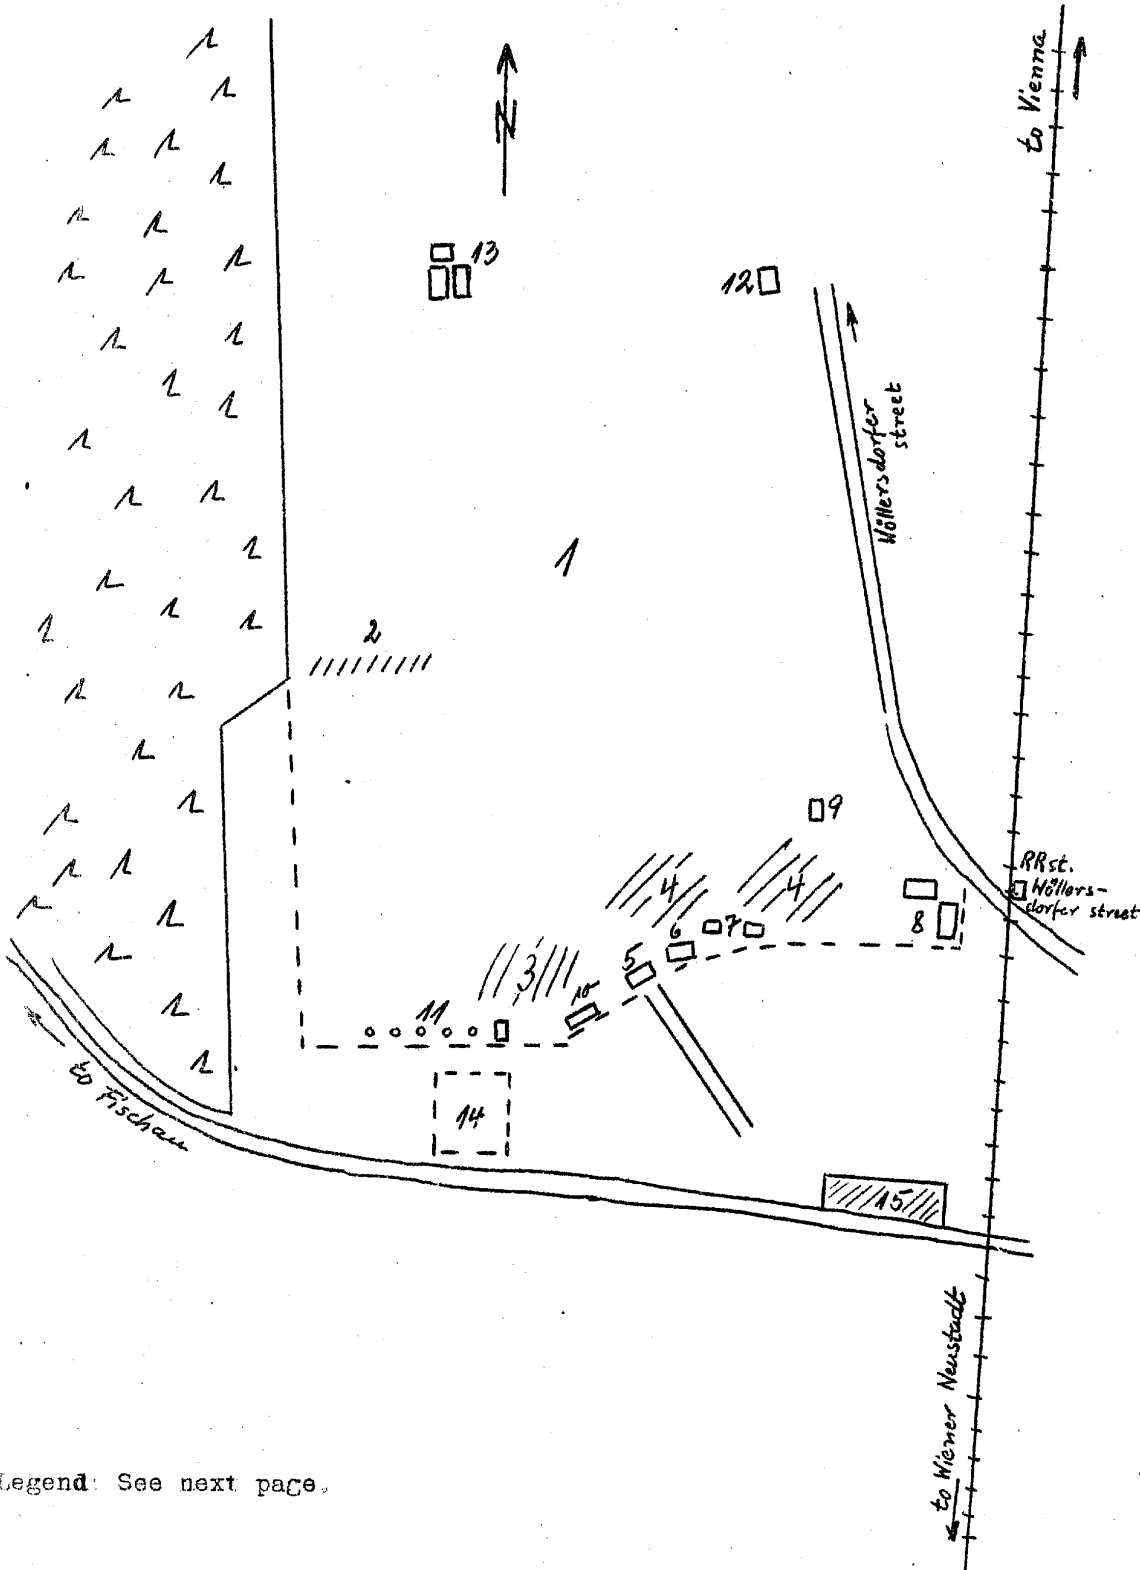 to Vienna
N
13
12
Wöllersdorfer
street
1
2
9
RRst.
Wöllers-
dorfer street
4
4
8
6
7
5
3
10
11
to Fischau
14
15
to Wiener Neustadt
Legend: See next page.